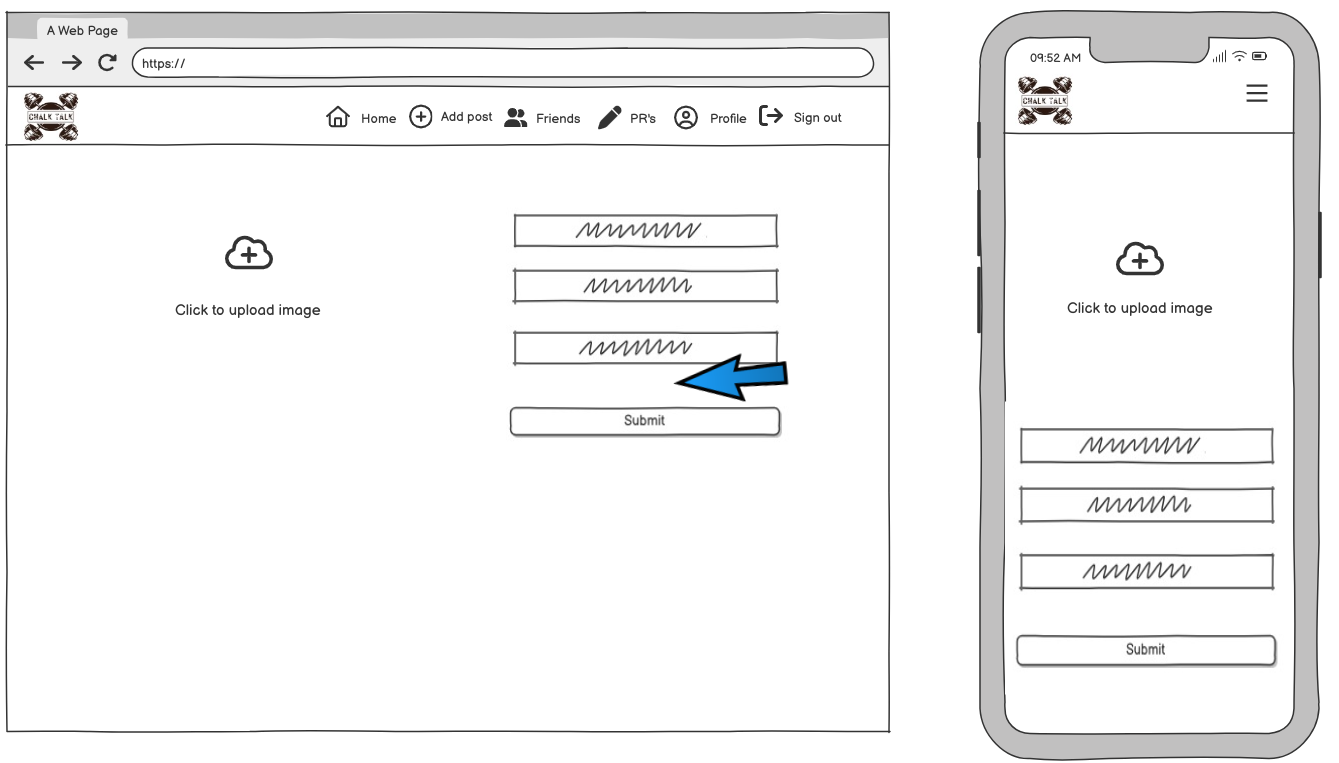 A Web Page
https://
CHALK TALK
Home
Add post
Friends
PR's
Profile
Sign out
Click to upload image
Submit
09:52 AM
CHALK TALK
Click to upload image
Submit